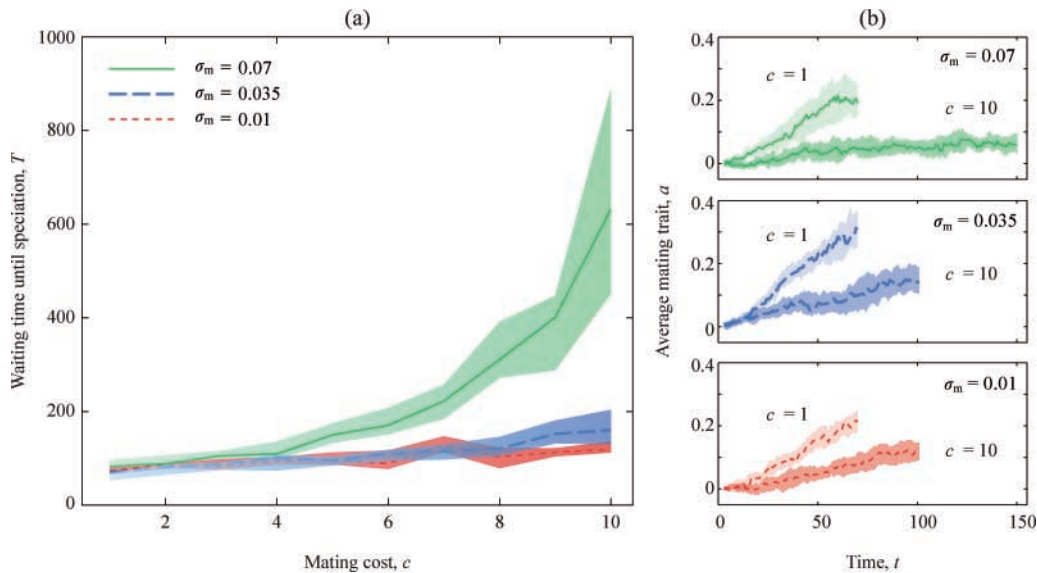 (a)
Waiting time until speciation, T
1000
800
600
400
200
0
σm = 0.07
σm = 0.035
σm = 0.01
2
4
6
8
10
Mating cost, c
(b)
Average mating trait, a
0.4
0.2
0
c = 1
σm = 0.07
c = 10
0.4
0.2
0
c = 1
σm = 0.035
c = 10
0.4
0.2
0
c = 1
σm = 0.01
c = 10
0
50
100
150
Time, t